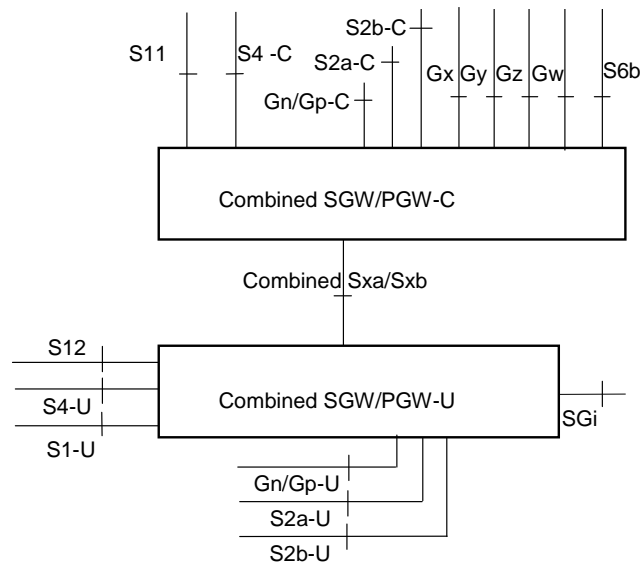 S2b-C
S11
S4 -C
S2a-C
Gx Gy Gz Gw
S6b
Gn/Gp-C
Combined SGW/PGW-C
Combined Sxa/Sxb
S12
S4-U
Combined SGW/PGW-U
SGi
S1-U
Gn/Gp-U
S2a-U
S2b-U